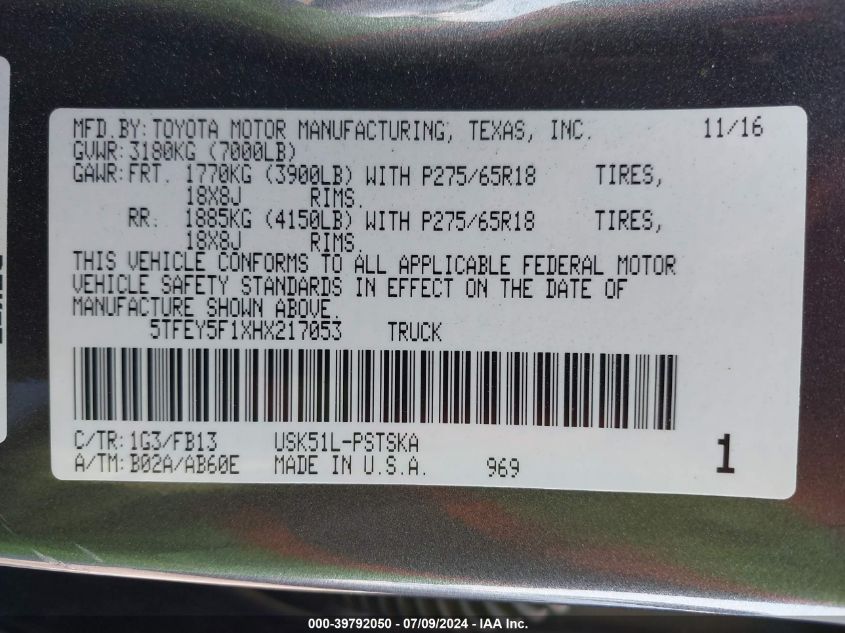 MFD.BY:TOYOTA MOTOR MANUFACTURING, TEXAS, INC. 11/16
GVWR:3180KG (7000LB)
GAWR:FRT. 1770KG (3900LB) WITH P275/65R18 TIRES,
18X8J RIMS.
RR: 1885KG (4150LB) WITH P275/65R18 TIRES,
18X8J RIMS.
THIS VEHICLE CONFORMS TO ALL APPLICABLE FEDERAL MOTOR
VEHICLE SAFETY STANDARDS IN EFFECT ON THE DATE OF
MANUFACTURE SHOWN ABOVE.
5TFEY5F1XHX217053 TRUCK
C/TR:1G3/FB13 USK51L-PSTSKA
A/TM:B02A/AB60E MADE IN U.S.A. 969 1
000-39792050 - 07/09/2024 - IAA Inc.